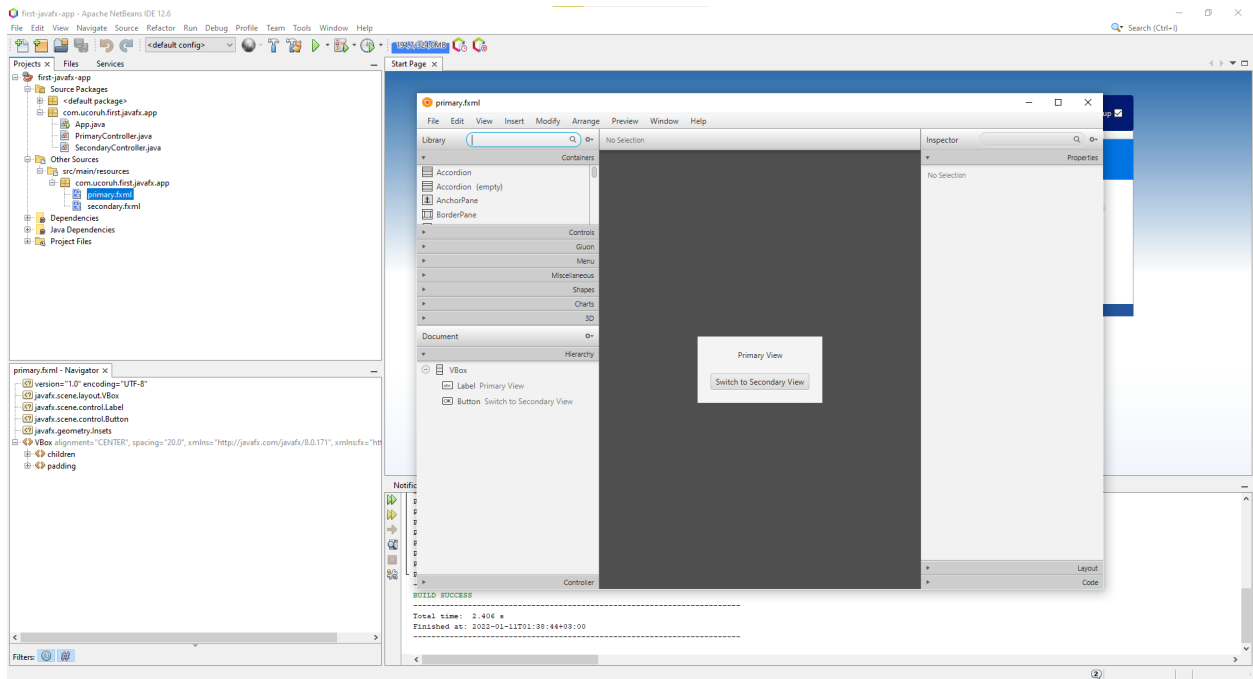 first-javafx-app - Apache NetBeans IDE 12.6
File Edit View Navigate Source Refactor Run Debug Profile Team Tools Window Help
Search (Ctrl+I)
<default config>
Projects
Files
Services
Start Page
first-javafx-app
Source Packages
<default package>
com.ucoruh.first.javafx.app
App.java
PrimaryController.java
SecondaryController.java
Other Sources
src/main/resources
com.ucoruh.first.javafx.app
primary.fxml
secondary.fxml
Dependencies
Java Dependencies
Project Files
primary.fxml - Navigator
version="1.0" encoding="UTF-8"
javafx.scene.layout.VBox
javafx.scene.control.Label
javafx.scene.control.Button
javafx.geometry.Insets
VBox alignment="CENTER", spacing="20.0", xmlns="http://javafx.com/javafx/8.0.171", xmlns:fx="htt
children
padding
Filters:
primary.fxml
File Edit View Insert Modify Arrange Preview Window Help
Library
No Selection
Inspector
Containers
Properties
Accordion
No Selection
Accordion (empty)
AnchorPane
BorderPane
Controls
Gluon
Menu
Miscellaneous
Shapes
Charts
3D
Document
Hierarchy
VBox
Label Primary View
Button Switch to Secondary View
Primary View
Switch to Secondary View
Controller
Layout
Code
up
Notific
BUILD SUCCESS
------------------------------------------------------------------------
Total time: 2.406 s
Finished at: 2022-01-11T01:38:44+03:00
------------------------------------------------------------------------
2